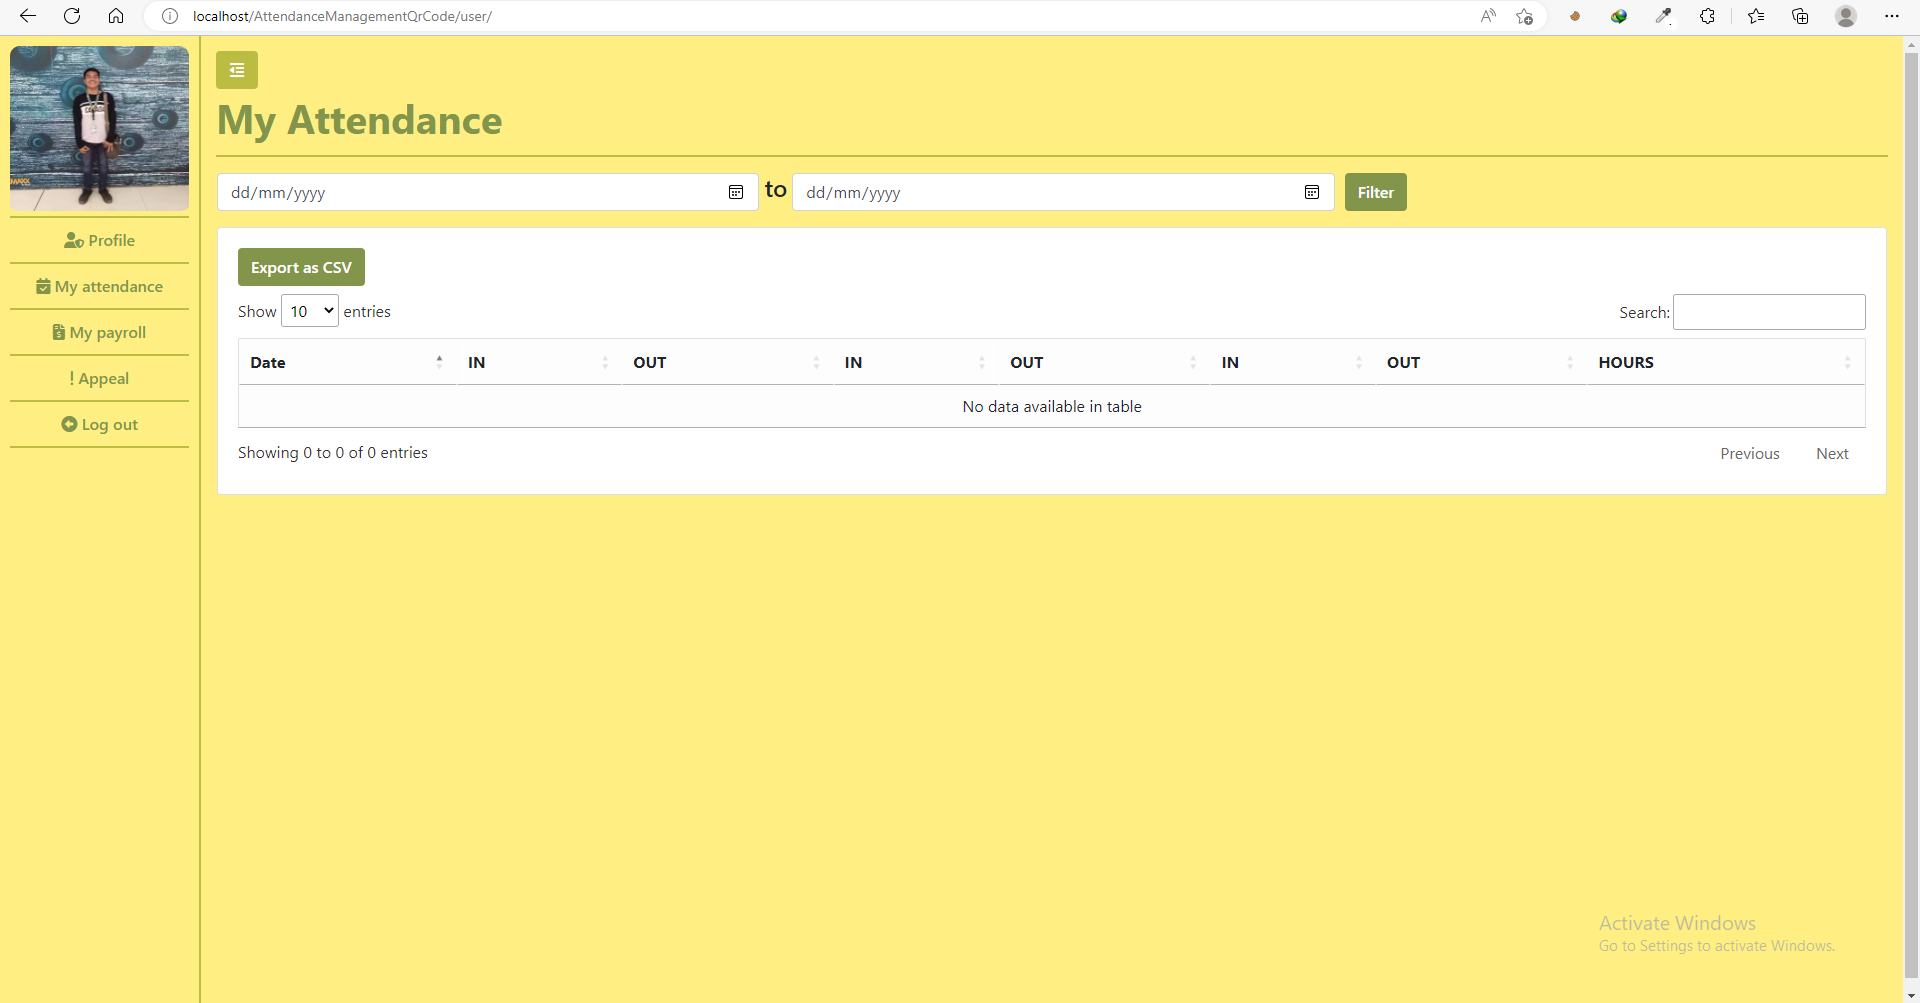 localhost/AttendanceManagementQrCode/user/
My Attendance
dd/mm/yyyy to dd/mm/yyyy Filter
Profile
My attendance
My payroll
! Appeal
Log out
Export as CSV
Show 10 entries
Search:
Date IN OUT IN OUT IN OUT HOURS
No data available in table
Showing 0 to 0 of 0 entries
Previous Next
Activate Windows
Go to Settings to activate Windows.